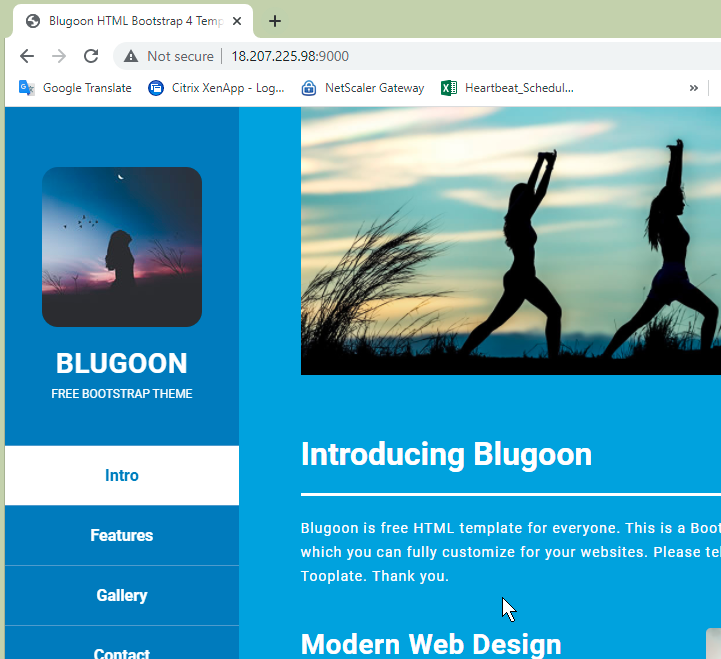 Blugoon HTML Bootstrap 4 Temp
Not secure
18.207.225.98:9000
Google Translate
Citrix XenApp - Log...
NetScaler Gateway
Heartbeat_Schedul...
»
BLUGOON
FREE BOOTSTRAP THEME
Intro
Features
Gallery
Contact
Introducing Blugoon
Blugoon is free HTML template for everyone. This is a Boot
which you can fully customize for your websites. Please tel
Tooplate. Thank you.
Modern Web Design